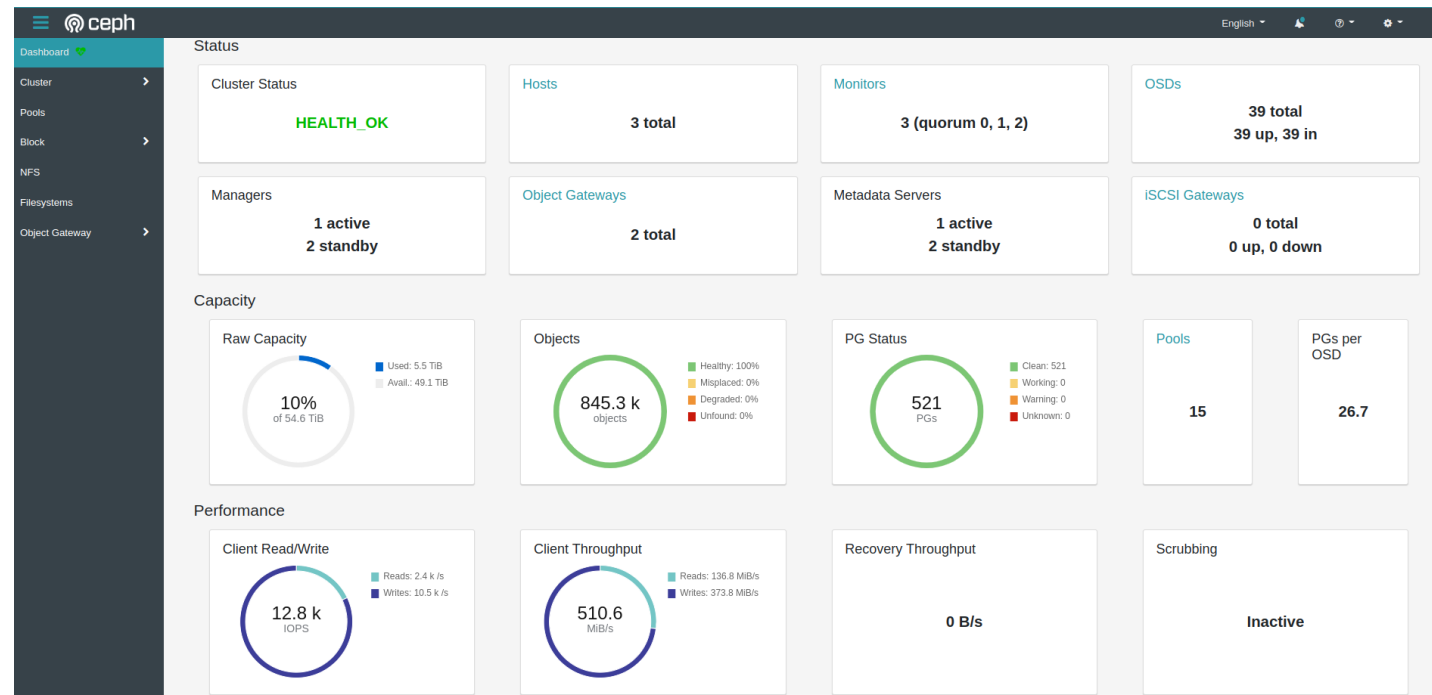 ceph
English
Dashboard
Cluster
Pools
Block
NFS
Filesystems
Object Gateway
Status
Cluster Status
HEALTH_OK
Hosts
3 total
Monitors
3 (quorum 0, 1, 2)
OSDs
39 total
39 up, 39 in
Managers
1 active
2 standby
Object Gateways
2 total
Metadata Servers
1 active
2 standby
iSCSI Gateways
0 total
0 up, 0 down
Capacity
Raw Capacity
10%
of 54.6 TiB
Used: 5.5 TiB
Avail.: 49.1 TiB
Objects
845.3 k
objects
Healthy: 100%
Misplaced: 0%
Degraded: 0%
Unfound: 0%
PG Status
521
PGs
Clean: 521
Working: 0
Warning: 0
Unknown: 0
Pools
15
PGs per
OSD
26.7
Performance
Client Read/Write
12.8 k
IOPS
Reads: 2.4 k /s
Writes: 10.5 k /s
Client Throughput
510.6
MiB/s
Reads: 136.8 MiB/s
Writes: 373.8 MiB/s
Recovery Throughput
0 B/s
Scrubbing
Inactive